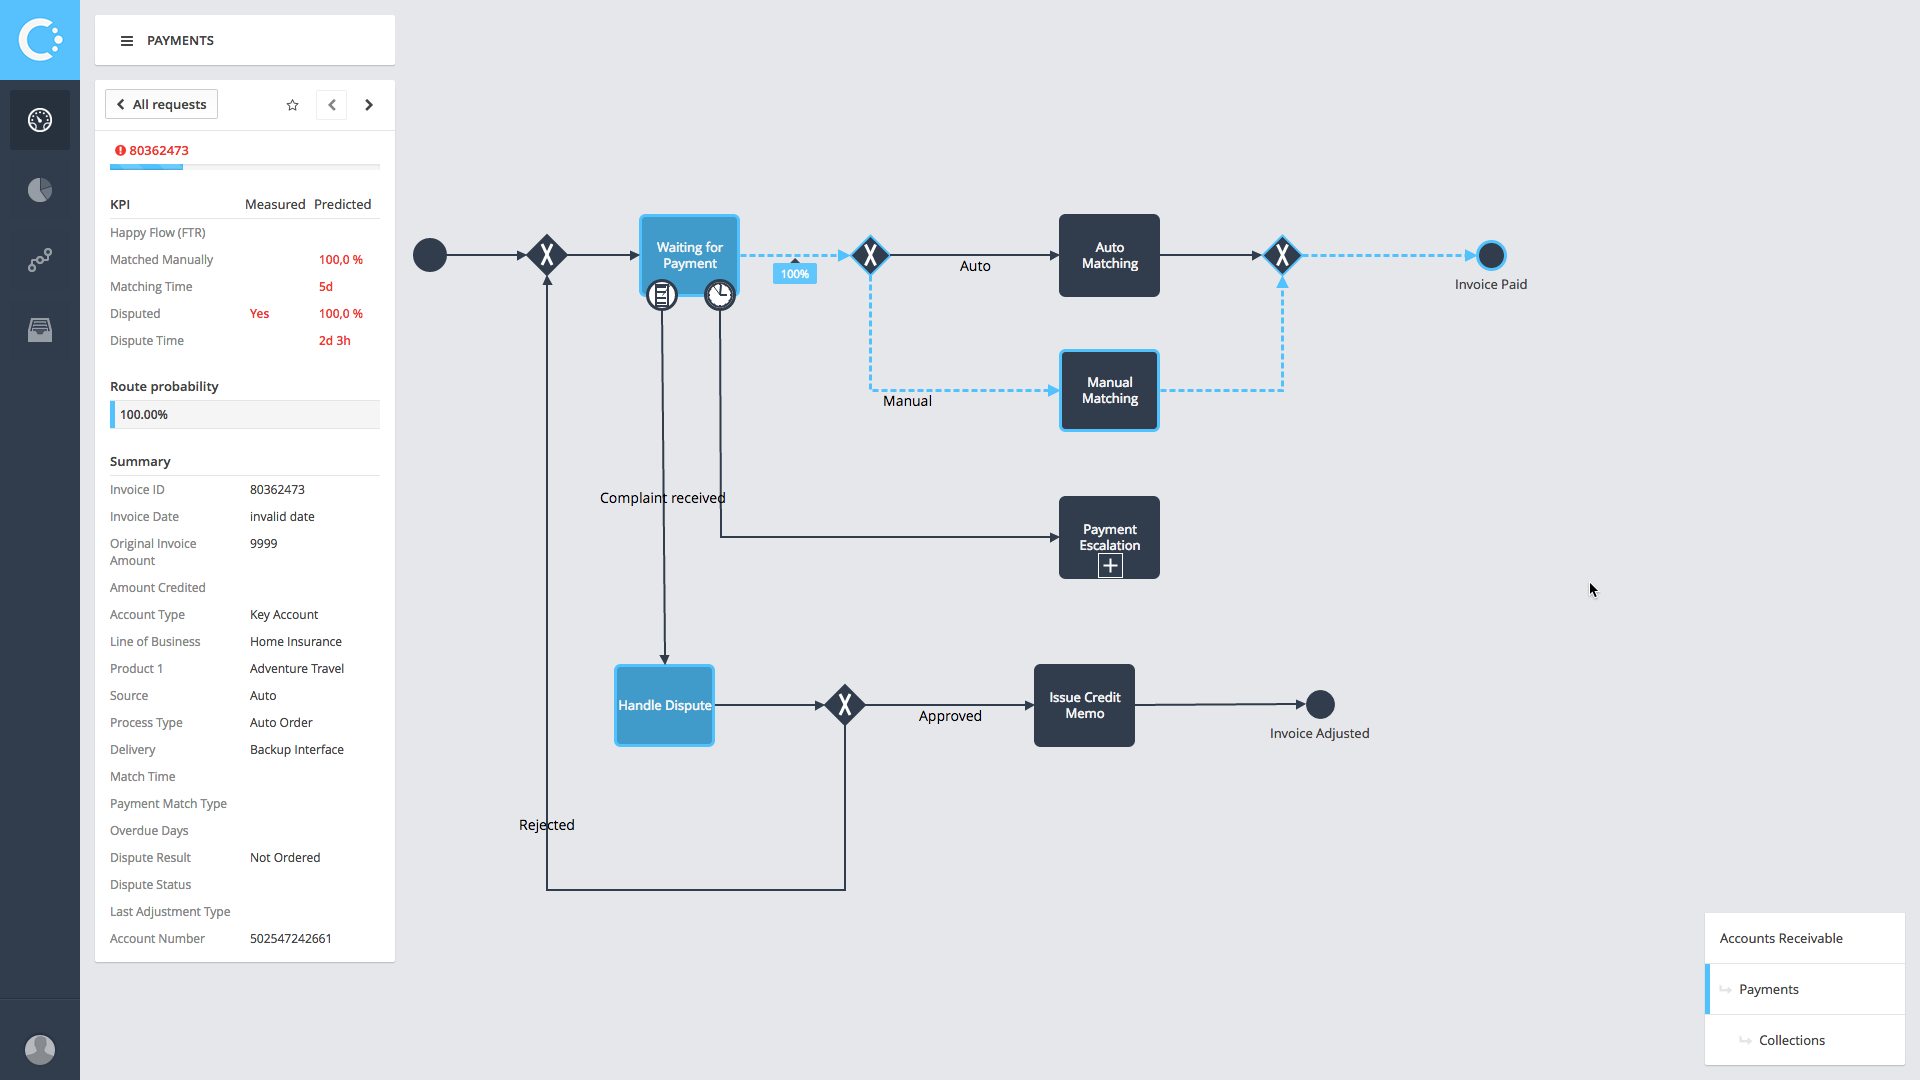 PAYMENTS
All requests
80362473
KPI Measured Predicted
Happy Flow (FTR)
Matched Manually 100,0 %
Matching Time 5d
Disputed Yes 100,0 %
Dispute Time 2d 3h
Route probability
100.00%
Summary
Invoice ID 80362473
Invoice Date invalid date
Original Invoice 9999
Amount
Amount Credited
Account Type Key Account
Line of Business Home Insurance
Product 1 Adventure Travel
Source Auto
Process Type Auto Order
Delivery Backup Interface
Match Time
Payment Match Type
Overdue Days
Dispute Result Not Ordered
Dispute Status
Last Adjustment Type
Account Number 502547242661
Waiting for
Payment
100%
Auto
Auto
Matching
Invoice Paid
Manual
Manual
Matching
Complaint received
Payment
Escalation
Handle Dispute
Approved
Issue Credit
Memo
Invoice Adjusted
Rejected
Accounts Receivable
Payments
Collections